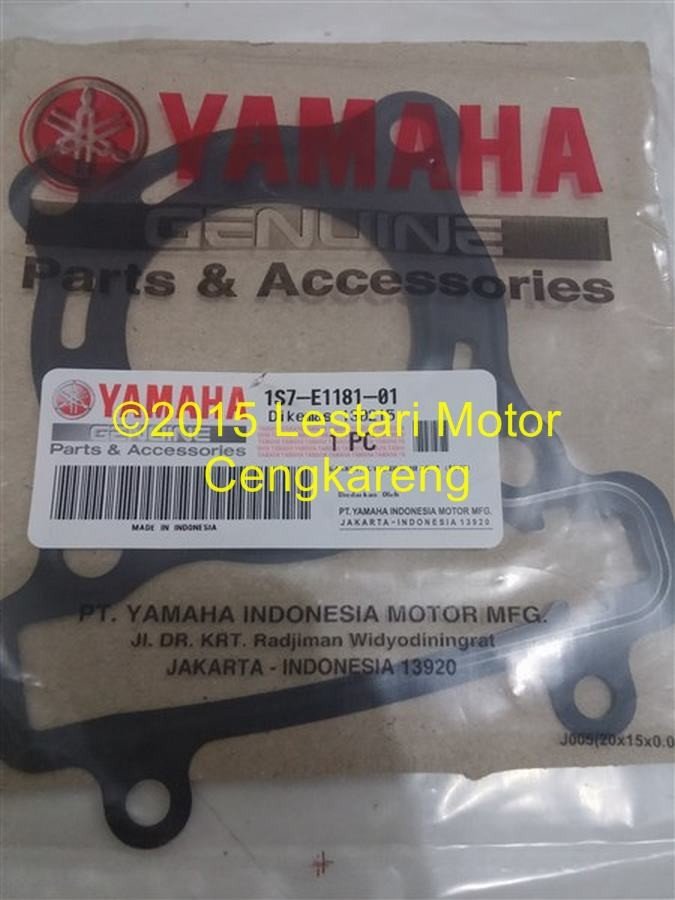 YAMAHA
GENUINE
Parts & Accessories
YAMAHA
GENUINE
Parts & Accessories
1S7-E1181-01
1 PC
Diedarkan Oleh
PT. YAMAHA INDONESIA MOTOR MFG.
JAKARTA-INDONESIA 13920
MADE IN INDONESIA
©2015 Lestari Motor
Cengkareng
PT. YAMAHA INDONESIA MOTOR MFG.
Jl. DR. KRT. Radjiman Widyodiningrat
JAKARTA - INDONESIA 13920